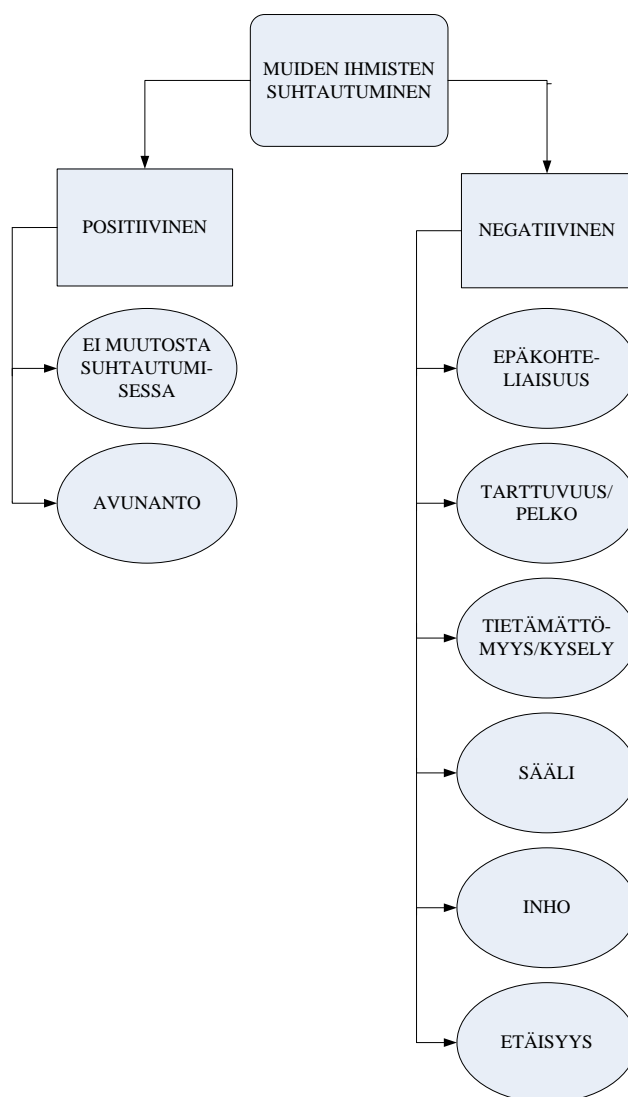 MUIDEN IHMISTEN
SUHTAUTUMINEN
POSITIIVINEN
EI MUUTOSTA
SUHTAUTUMI-
SESSA
AVUNANTO
NEGATIIVINEN
EPÄKOHTE-
LIAISUUS
TARTTUVUUS/
PELKO
TIETÄMÄTTÖ-
MYYS/KYSELY
SÄÄLI
INHO
ETÄISYYS